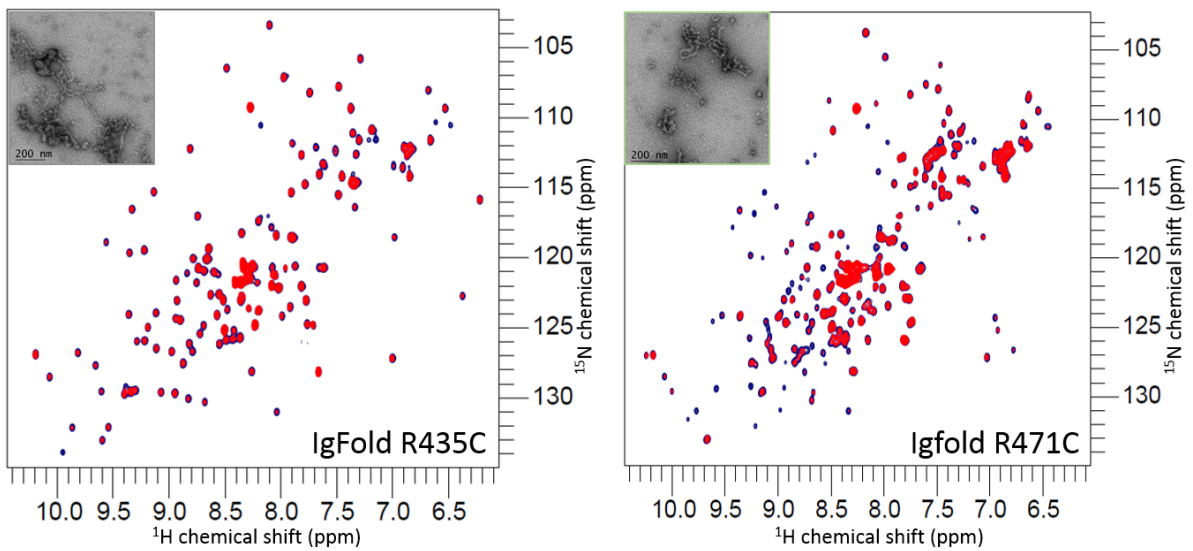 200 nm
105
110
115
120
125
130
¹⁵N chemical shift (ppm)
IgFold R435C
10.0 9.5 9.0 8.5 8.0 7.5 7.0 6.5
¹H chemical shift (ppm)
200 nm
105
110
115
120
125
130
¹⁵N chemical shift (ppm)
Igfold R471C
10.0 9.5 9.0 8.5 8.0 7.5 7.0 6.5
¹H chemical shift (ppm)